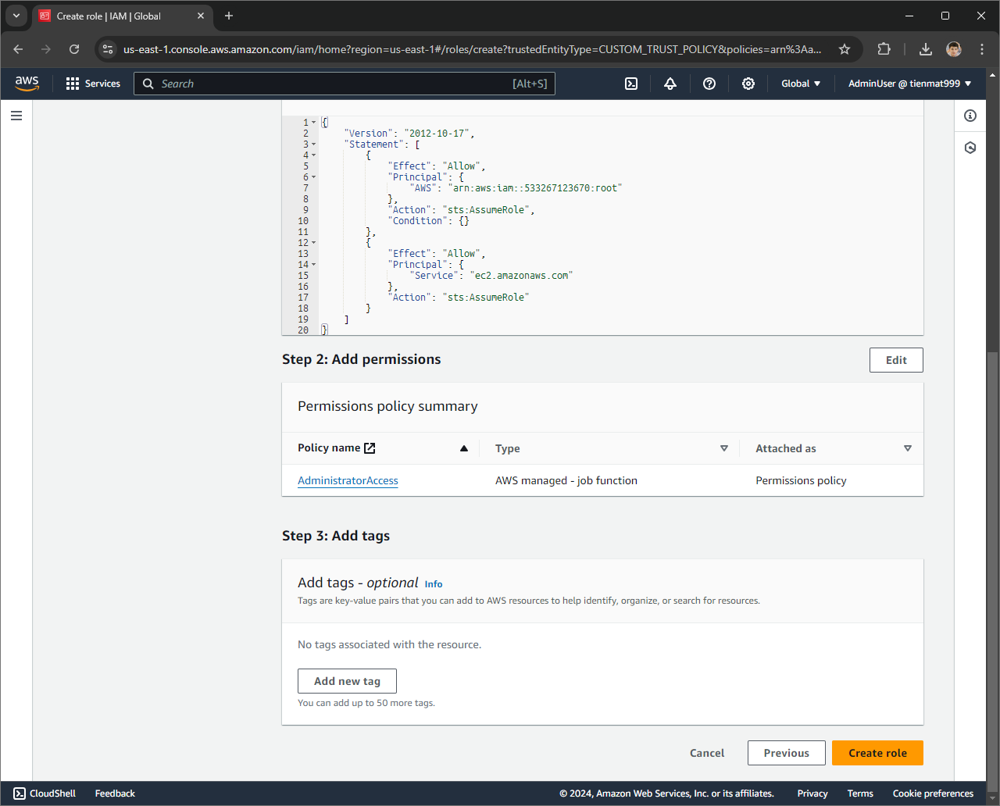 Create role | IAM | Global
us-east-1.console.aws.amazon.com/iam/home?region=us-east-1#/roles/create?trustedEntityType=CUSTOM_TRUST_POLICY&policies=arn%3Aa...
aws
Services
Search
[Alt+S]
Global
AdminUser @ tienmat999
1 {
2 "Version": "2012-10-17",
3 "Statement": [
4 {
5 "Effect": "Allow",
6 "Principal": {
7 "AWS": "arn:aws:iam::533267123670:root"
8 },
9 "Action": "sts:AssumeRole",
10 "Condition": {}
11 },
12 {
13 "Effect": "Allow",
14 "Principal": {
15 "Service": "ec2.amazonaws.com"
16 },
17 "Action": "sts:AssumeRole"
18 }
19 ]
20 }
Step 2: Add permissions
Edit
Permissions policy summary
Policy name
Type
Attached as
AdministratorAccess
AWS managed - job function
Permissions policy
Step 3: Add tags
Add tags - optional Info
Tags are key-value pairs that you can add to AWS resources to help identify, organize, or search for resources.
No tags associated with the resource.
Add new tag
You can add up to 50 more tags.
Cancel
Previous
Create role
CloudShell
Feedback
© 2024, Amazon Web Services, Inc. or its affiliates.
Privacy
Terms
Cookie preferences